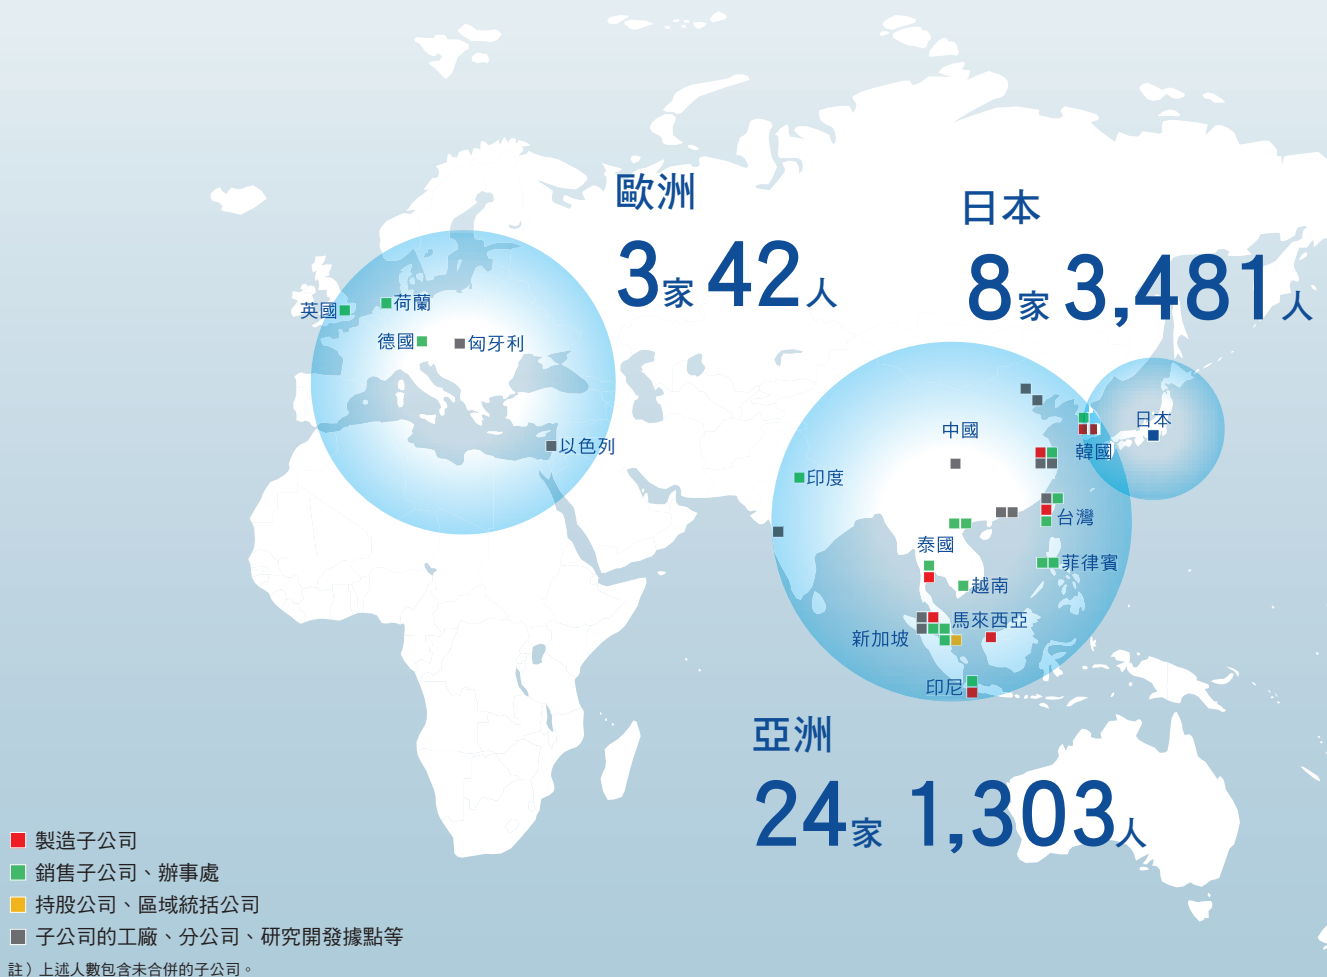 歐洲
3家 42人
日本
8家 3,481人
英國
荷蘭
德國
匈牙利
以色列
日本
中國
韓國
印度
台灣
泰國
菲律賓
越南
馬來西亞
新加坡
印尼
亞洲
24家 1,303人
製造子公司
銷售子公司、辦事處
持股公司、區域統括公司
子公司的工廠、分公司、研究開發據點等
註）上述人數包含未合併的子公司。